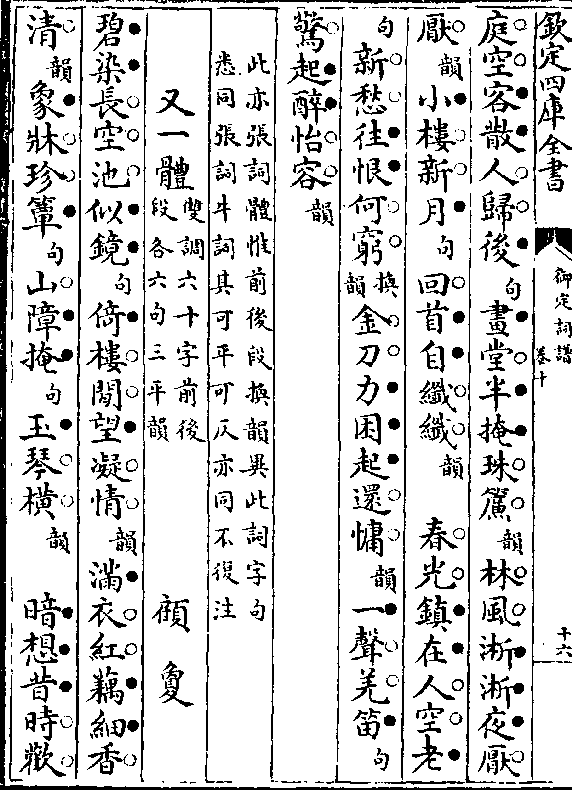 欽定四庫全書
御定詞譜
卷十
十六
庭空客散人歸後句畫堂半掩珠簾韻林風淅淅夜厭
厭韻小樓新月句回首自纖纖韻 春光鎮在人空老
句新愁往恨何窮換韻金刀力困起還慵韻一聲羌笛句
驚起醉怡容韻
此亦張詞體惟前後段換韻異此詞字句
悉同張詞牛詞其可平可仄亦同不復注
又一體雙調六十字前後段各六句三平韻 顧夐
碧染長空池似鏡句倚樓閒望凝情韻滿衣紅藕細香
清韻象牀珍簟句山障掩句玉琴橫韻 暗想昔時歡